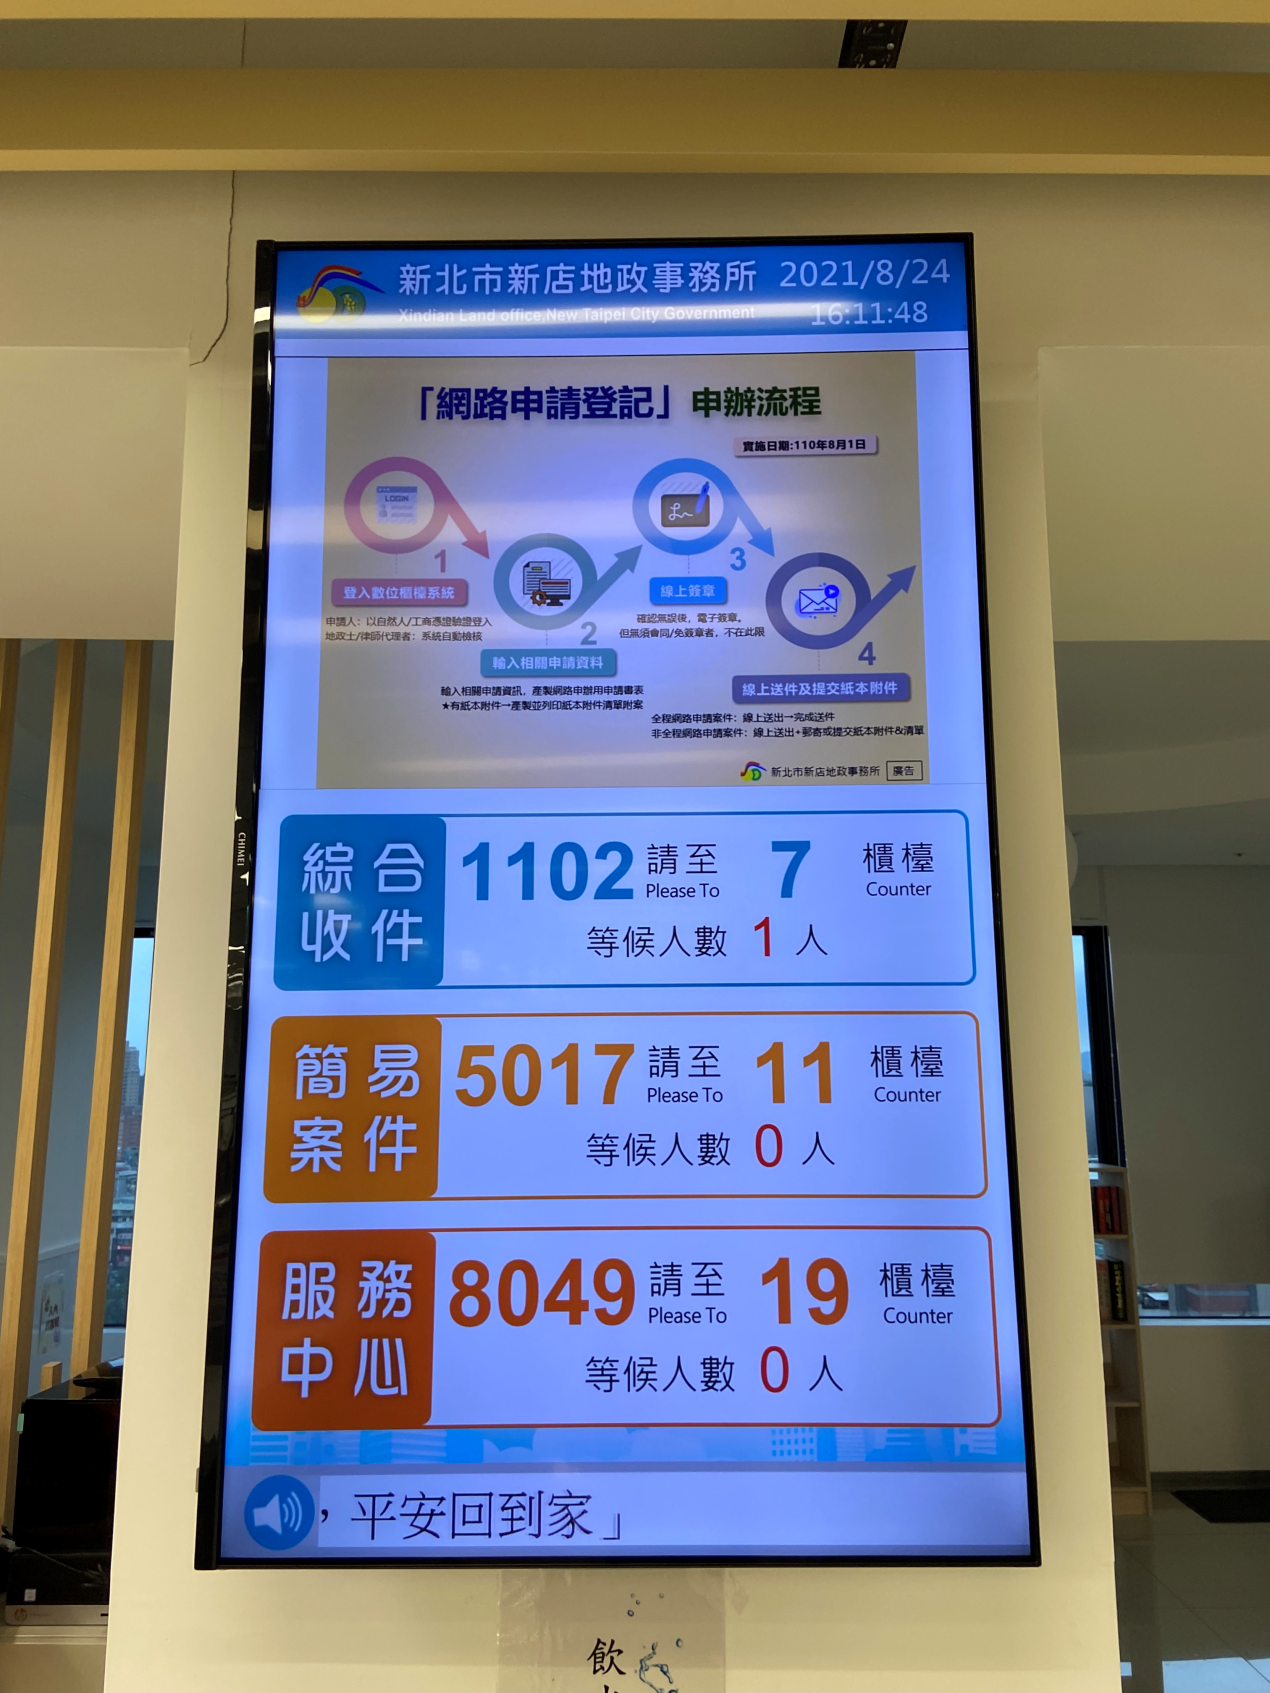 新北市新店地政事務所
Xindian Land office,New Taipei City Government
2021/8/24
16:11:48
「網路申請登記」申辦流程
實施日期:110年8月1日
LOGIN
1
登入數位櫃檯系統
申請人：以自然人/工商憑證驗證登入
地政士/律師代理者：系統自動檢核
2
輸入相關申請資料
輸入相關申請資訊，產製網路申辦用申請書表
★有紙本附件→產製並列印紙本附件清單附案
3
線上簽章
確認無誤後，電子簽章。
但無須會同/免簽章者，不在此限
4
線上送件及提交紙本附件
全程網路申請案件：線上送出→完成送件
非全程網路申請案件：線上送出+郵寄或提交紙本附件&清單
新北市新店地政事務所 廣告
CHIMEI
綜合
收件
1102 請至 7 櫃檯
Please To Counter
等候人數 1 人
簡易
案件
5017 請至 11 櫃檯
Please To Counter
等候人數 0 人
服務
中心
8049 請至 19 櫃檯
Please To Counter
等候人數 0 人
，平安回到家」
飲